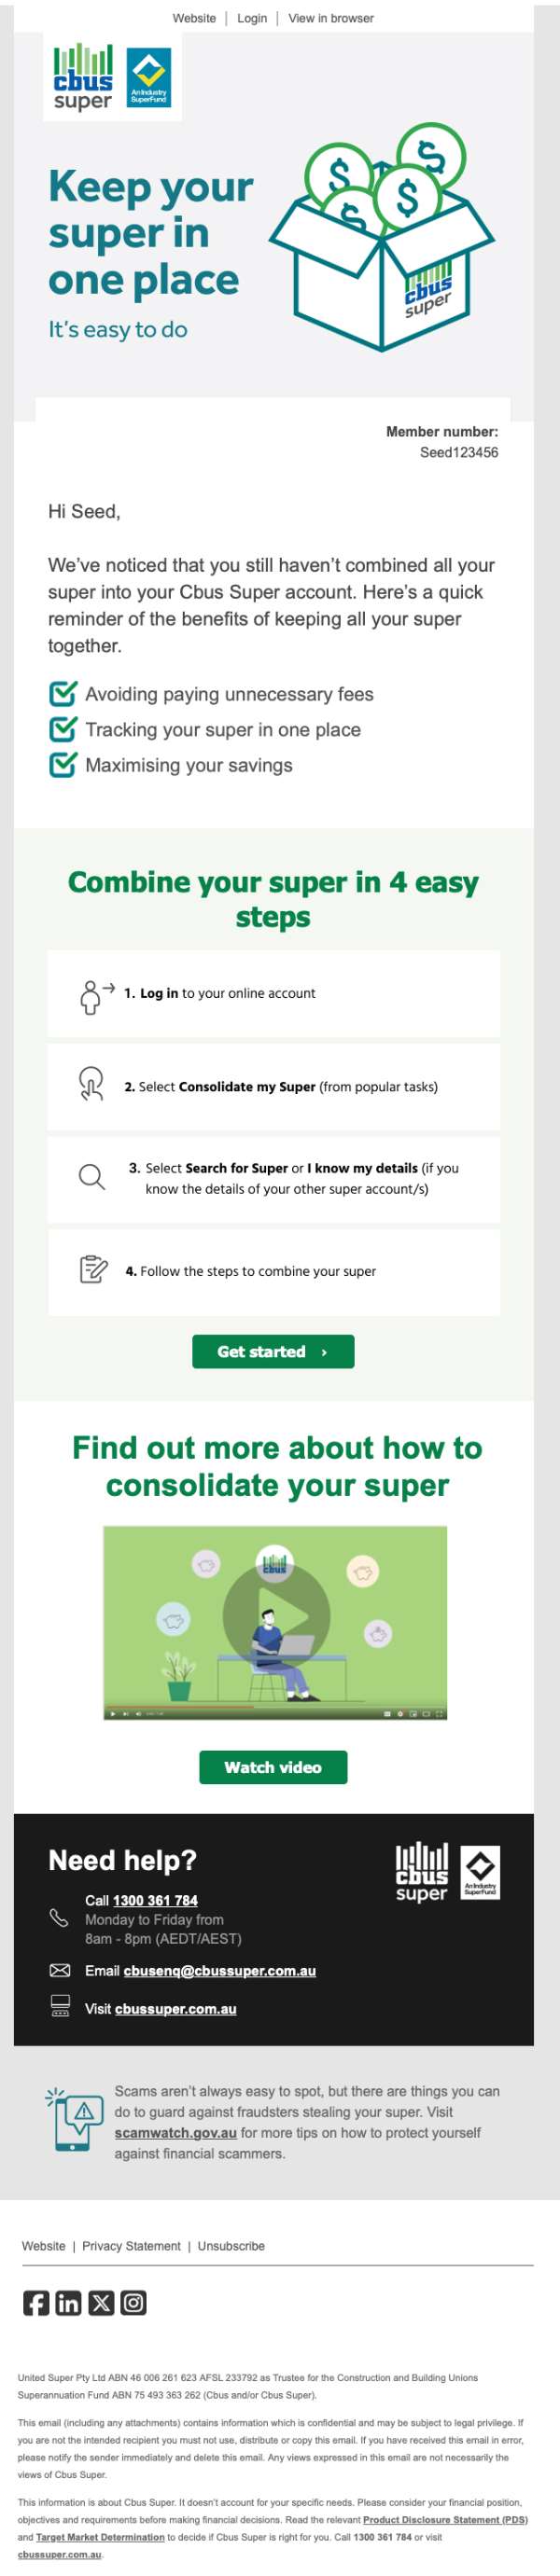 Website | Login | View in browser
cbus
super
An Industry
SuperFund
Keep your
super in
one place
It's easy to do
$
$
$
$
cbus
super
Member number:
Seed123456
Hi Seed,
We've noticed that you still haven't combined all your
super into your Cbus Super account. Here's a quick
reminder of the benefits of keeping all your super
together.
Avoiding paying unnecessary fees
Tracking your super in one place
Maximising your savings
Combine your super in 4 easy
steps
1. Log in to your online account
2. Select Consolidate my Super (from popular tasks)
3. Select Search for Super or I know my details (if you
know the details of your other super account/s)
4. Follow the steps to combine your super
Get started ›
Find out more about how to
consolidate your super
cbus
Watch video
Need help?
cbus
super
An Industry
SuperFund
Call 1300 361 784
Monday to Friday from
8am - 8pm (AEDT/AEST)
Email cbusenq@cbussuper.com.au
Visit cbussuper.com.au
Scams aren't always easy to spot, but there are things you can
do to guard against fraudsters stealing your super. Visit
scamwatch.gov.au for more tips on how to protect yourself
against financial scammers.
Website | Privacy Statement | Unsubscribe
United Super Pty Ltd ABN 46 006 261 623 AFSL 233792 as Trustee for the Construction and Building Unions
Superannuation Fund ABN 75 493 363 262 (Cbus and/or Cbus Super).
This email (including any attachments) contains information which is confidential and may be subject to legal privilege. If
you are not the intended recipient you must not use, distribute or copy this email. If you have received this email in error,
please notify the sender immediately and delete this email. Any views expressed in this email are not necessarily the
views of Cbus Super.
This information is about Cbus Super. It doesn't account for your specific needs. Please consider your financial position,
objectives and requirements before making financial decisions. Read the relevant Product Disclosure Statement (PDS)
and Target Market Determination to decide if Cbus Super is right for you. Call 1300 361 784 or visit
cbussuper.com.au.